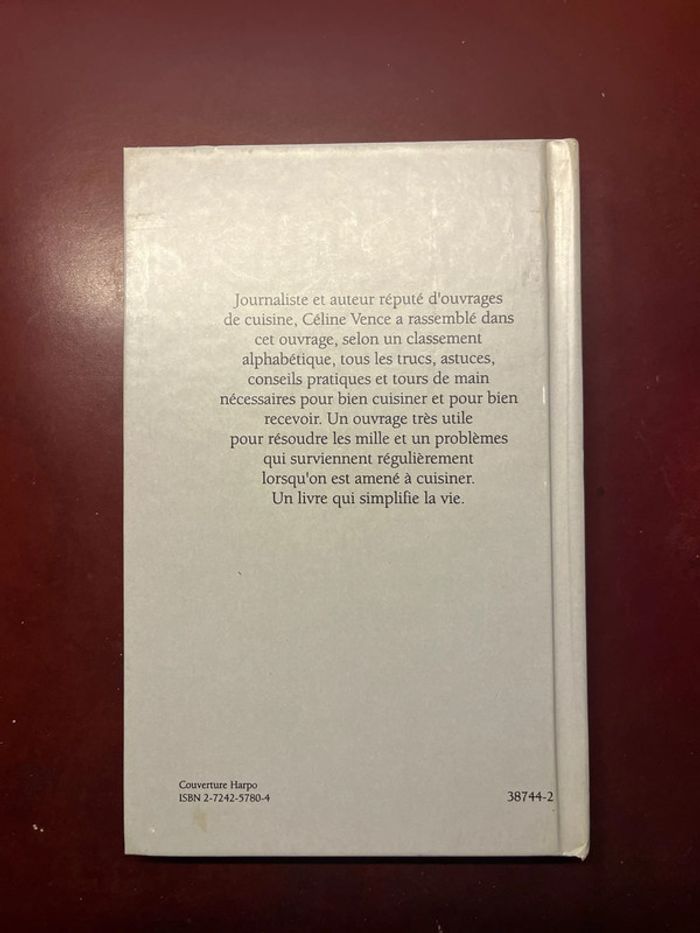 Journaliste et auteur réputé d'ouvrages
de cuisine, Céline Vence a rassemblé dans
cet ouvrage, selon un classement
alphabétique, tous les trucs, astuces,
conseils pratiques et tours de main
nécessaires pour bien cuisiner et pour bien
recevoir. Un ouvrage très utile
pour résoudre les mille et un problèmes
qui surviennent régulièrement
lorsqu'on est amené à cuisiner.
Un livre qui simplifie la vie.
Couverture Harpo
ISBN 2-7242-5780-4
38744-2